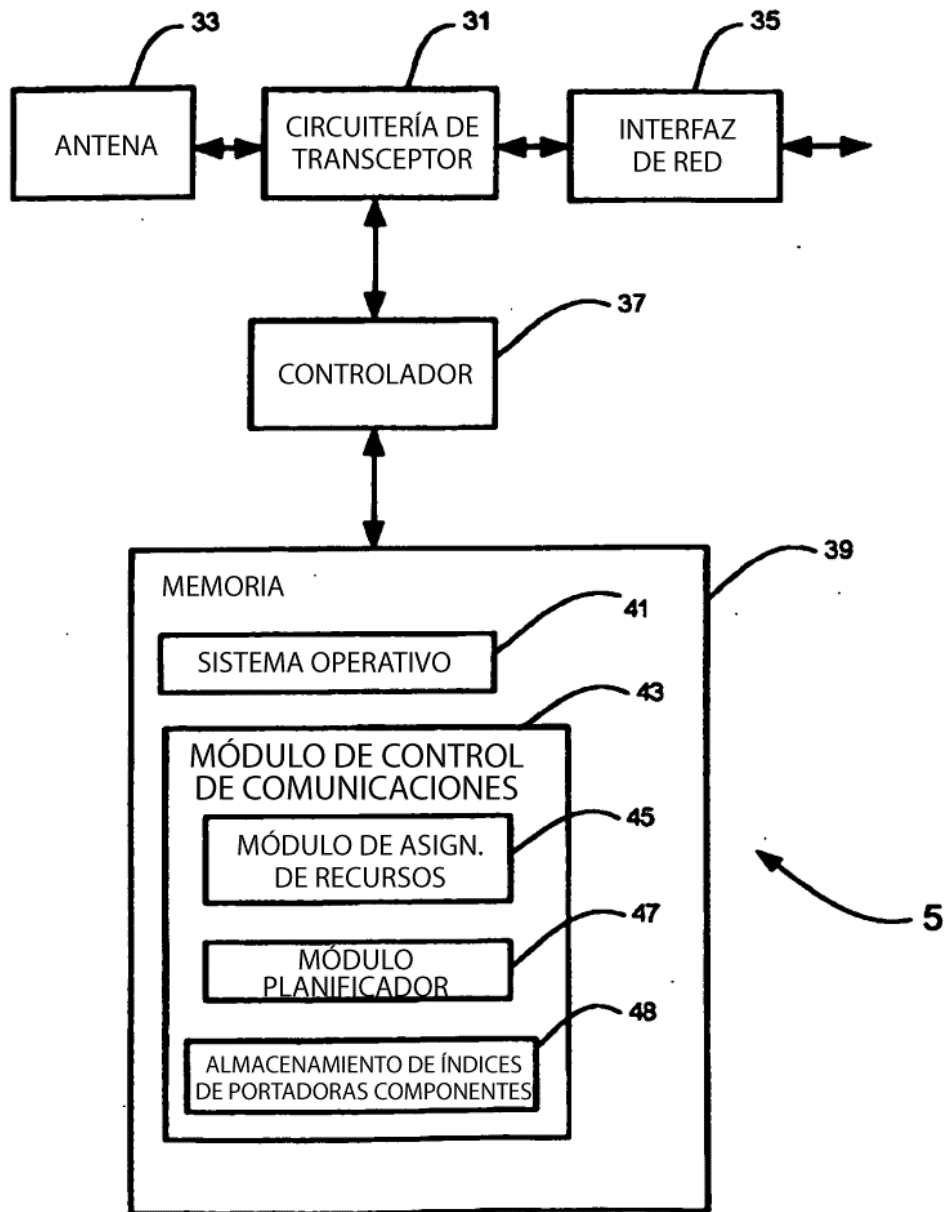 33
31
35
ANTENA
CIRCUITERÍA DE
TRANSCEPTOR
INTERFAZ
DE RED
37
CONTROLADOR
39
MEMORIA
41
SISTEMA OPERATIVO
43
MÓDULO DE CONTROL
DE COMUNICACIONES
45
MÓDULO DE ASIGN.
DE RECURSOS
5
47
MÓDULO
PLANIFICADOR
48
ALMACENAMIENTO DE ÍNDICES
DE PORTADORAS COMPONENTES